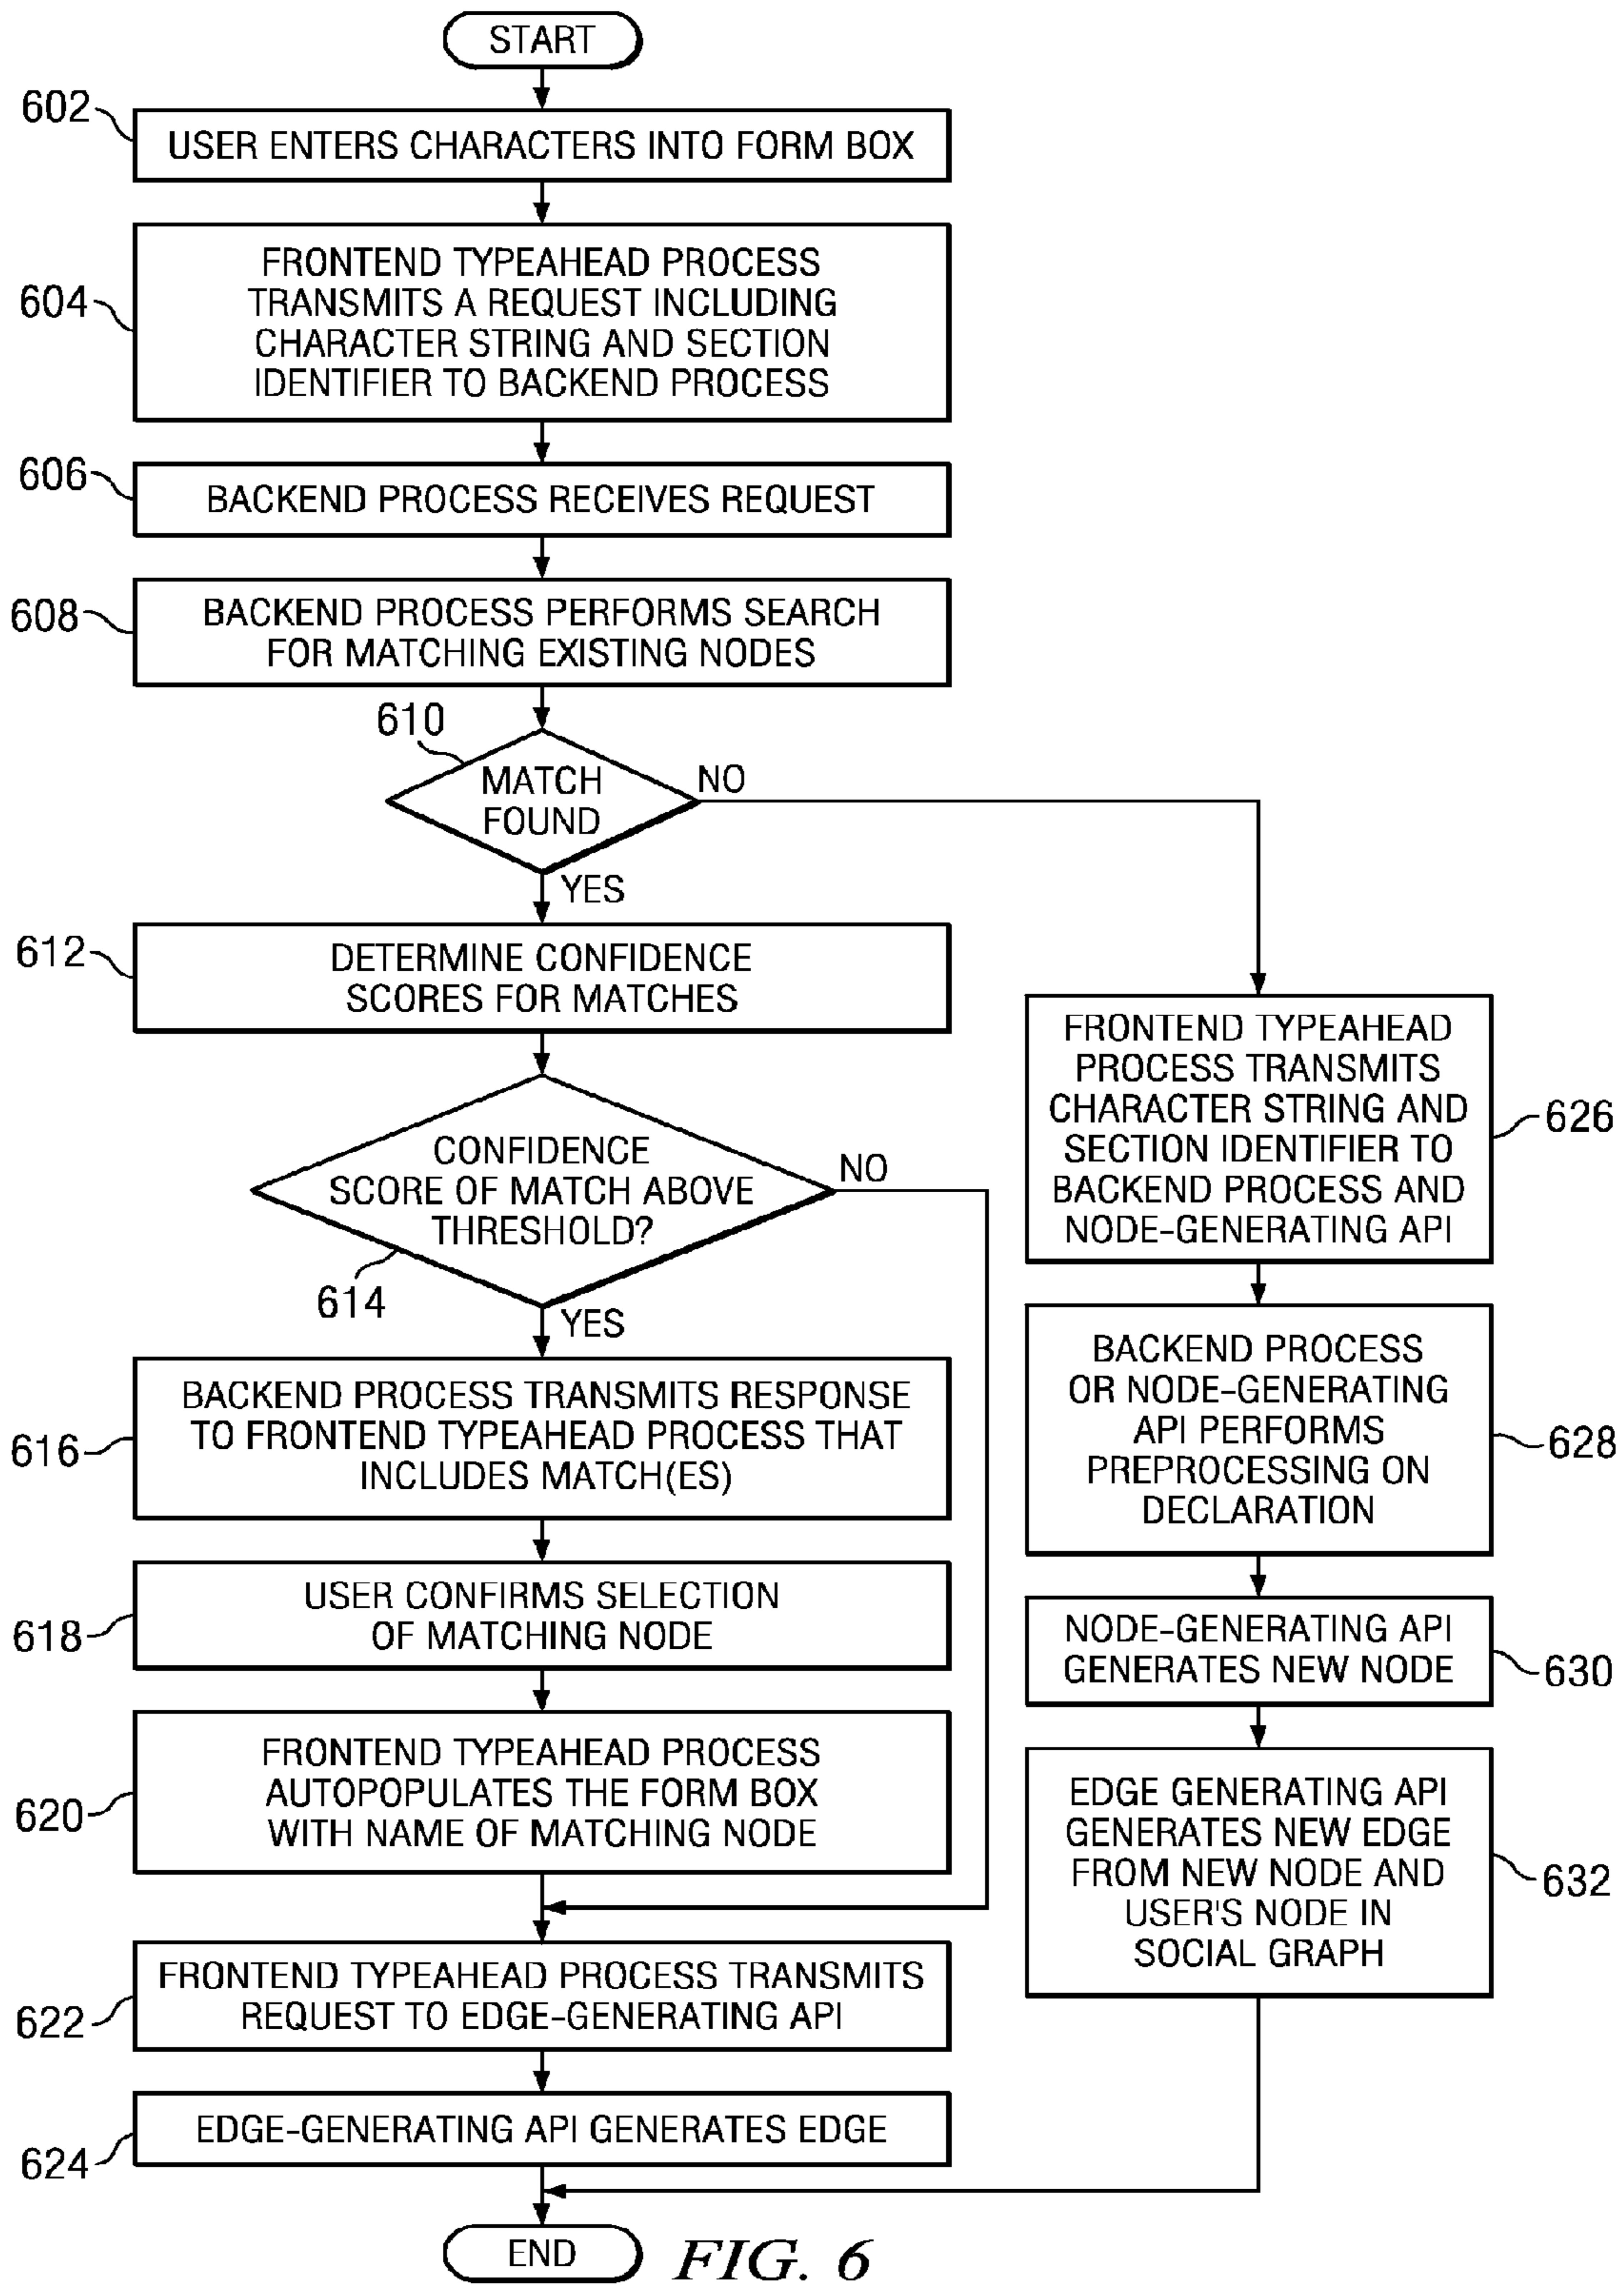 START
602
USER ENTERS CHARACTERS INTO FORM BOX
604
FRONTEND TYPEAHEAD PROCESS
TRANSMITS A REQUEST INCLUDING
CHARACTER STRING AND SECTION
IDENTIFIER TO BACKEND PROCESS
606
BACKEND PROCESS RECEIVES REQUEST
608
BACKEND PROCESS PERFORMS SEARCH
FOR MATCHING EXISTING NODES
610
MATCH
FOUND
NO
YES
612
DETERMINE CONFIDENCE
SCORES FOR MATCHES
CONFIDENCE
SCORE OF MATCH ABOVE
THRESHOLD?
NO
614
YES
616
BACKEND PROCESS TRANSMITS RESPONSE
TO FRONTEND TYPEAHEAD PROCESS THAT
INCLUDES MATCH(ES)
618
USER CONFIRMS SELECTION
OF MATCHING NODE
620
FRONTEND TYPEAHEAD PROCESS
AUTOPOPULATES THE FORM BOX
WITH NAME OF MATCHING NODE
622
FRONTEND TYPEAHEAD PROCESS TRANSMITS
REQUEST TO EDGE-GENERATING API
624
EDGE-GENERATING API GENERATES EDGE
FRONTEND TYPEAHEAD
PROCESS TRANSMITS
CHARACTER STRING AND
SECTION IDENTIFIER TO
BACKEND PROCESS AND
NODE-GENERATING API
626
BACKEND PROCESS
OR NODE-GENERATING
API PERFORMS
PREPROCESSING ON
DECLARATION
628
NODE-GENERATING API
GENERATES NEW NODE
630
EDGE GENERATING API
GENERATES NEW EDGE
FROM NEW NODE AND
USER'S NODE IN
SOCIAL GRAPH
632
END
FIG. 6